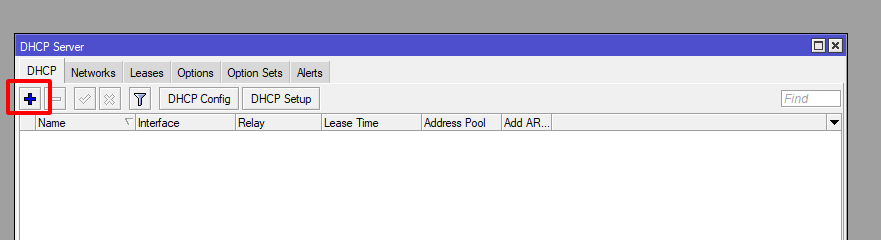 DHCP Server
DHCP Networks Leases Options Option Sets Alerts
DHCP Config DHCP Setup Find
Name Interface Relay Lease Time Address Pool Add AR...